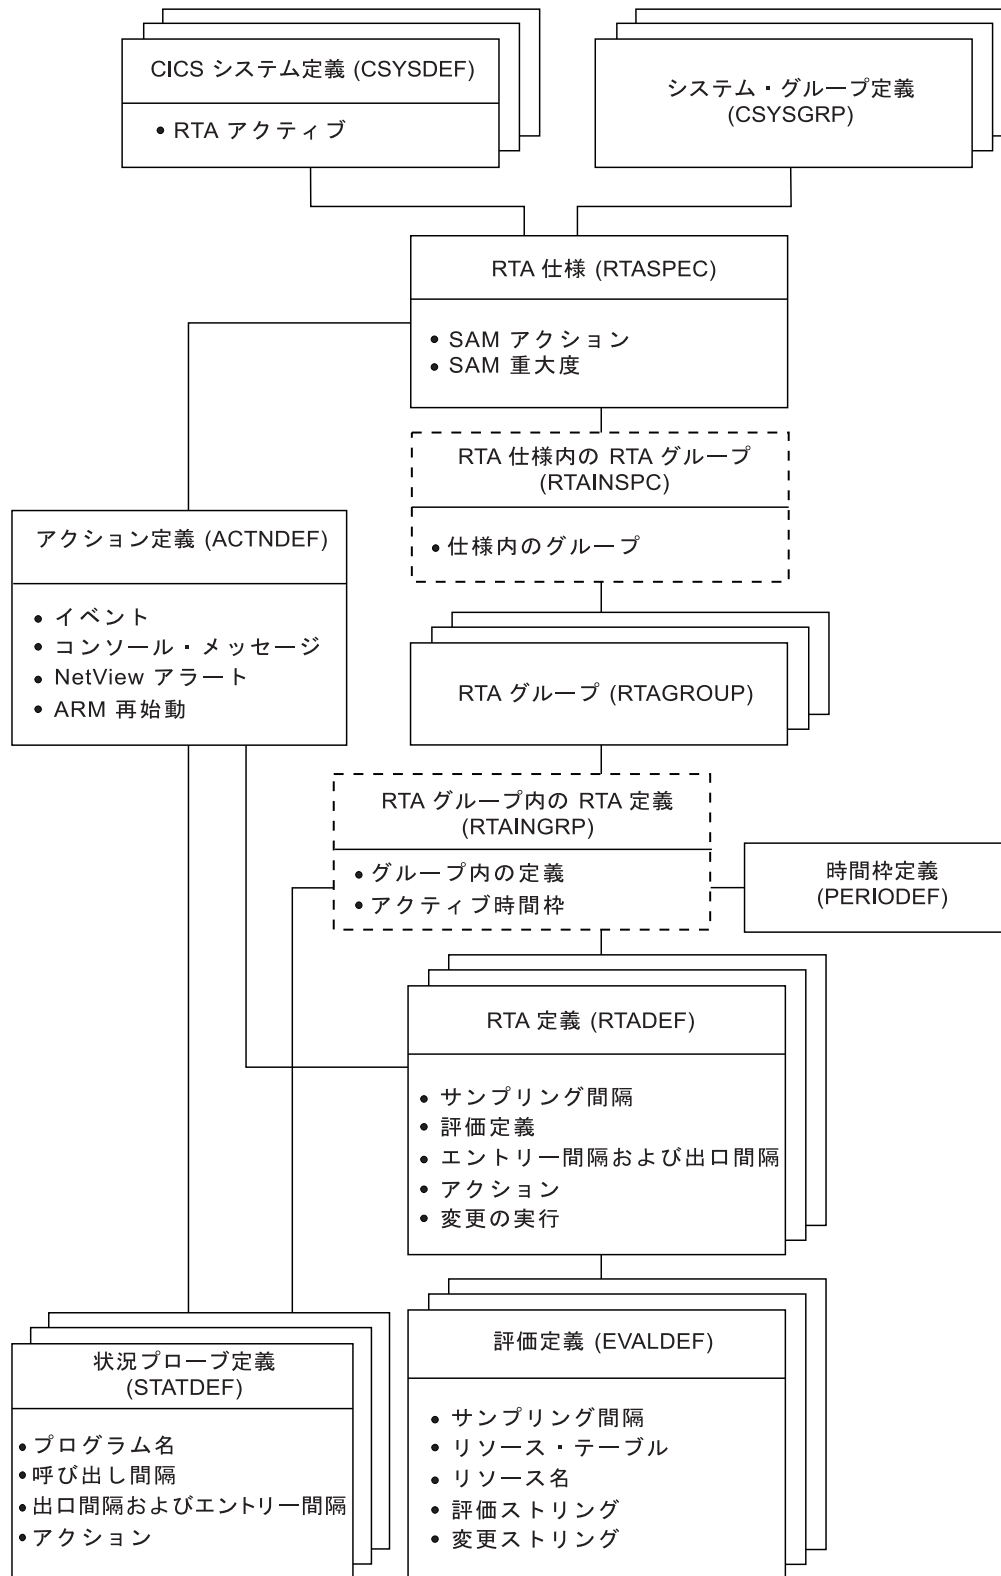 CICS システム定義 (CSYSDEF)
• RTA アクティブ
システム・グループ定義
(CSYSGRP)
RTA 仕様 (RTASPEC)
• SAM アクション
• SAM 重大度
RTA 仕様内の RTA グループ
(RTAINSPC)
• 仕様内のグループ
アクション定義 (ACTNDEF)
• イベント
• コンソール・メッセージ
• NetView アラート
• ARM 再始動
RTA グループ (RTAGROUP)
RTA グループ内の RTA 定義
(RTAINGRP)
• グループ内の定義
• アクティブ時間枠
時間枠定義
(PERIODEF)
RTA 定義 (RTADEF)
• サンプリング間隔
• 評価定義
• エントリー間隔および出口間隔
• アクション
• 変更の実行
状況プローブ定義
(STATDEF)
• プログラム名
• 呼び出し間隔
• 出口間隔およびエントリー間隔
• アクション
評価定義 (EVALDEF)
• サンプリング間隔
• リソース・テーブル
• リソース名
• 評価ストリング
• 変更ストリング